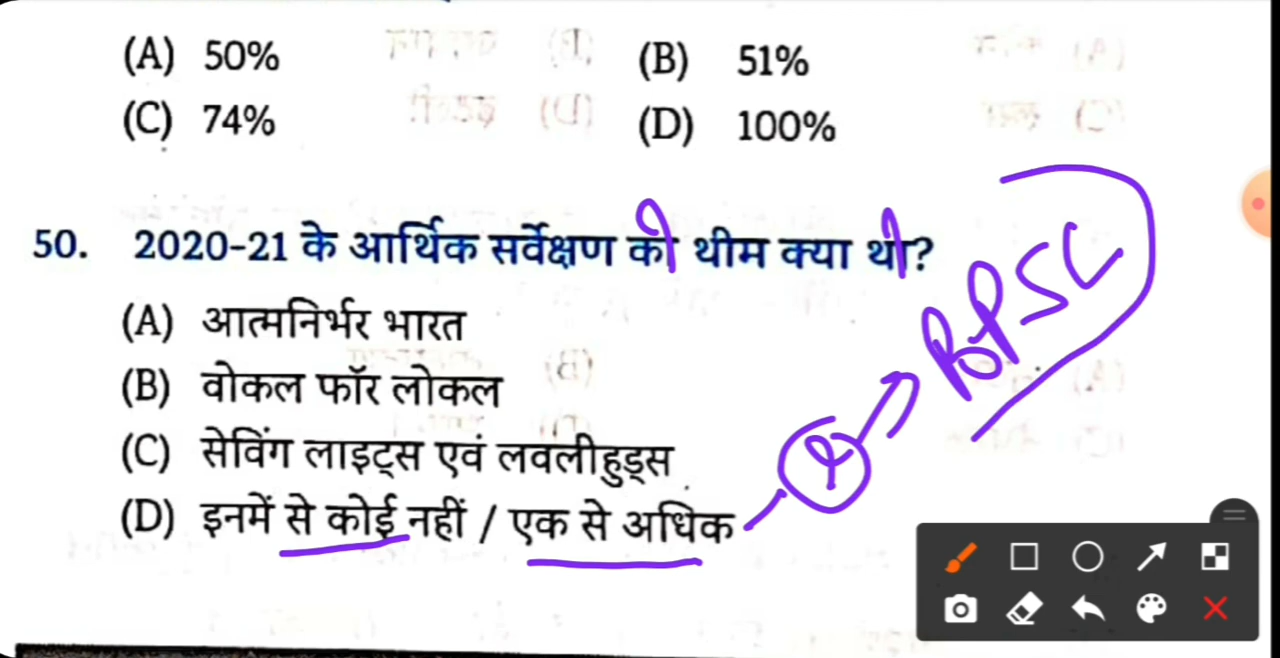 (A) 50% (B) 51%
(C) 74% (D) 100%
50. 2020-21 के आर्थिक सर्वेक्षण की थीम क्या थी?
(A) आत्मनिर्भर भारत
(B) वोकल फॉर लोकल
(C) सेविंग लाइट्स एवं लवलीहुड्स
(D) इनमें से कोई नहीं / एक से अधिक
BPSC